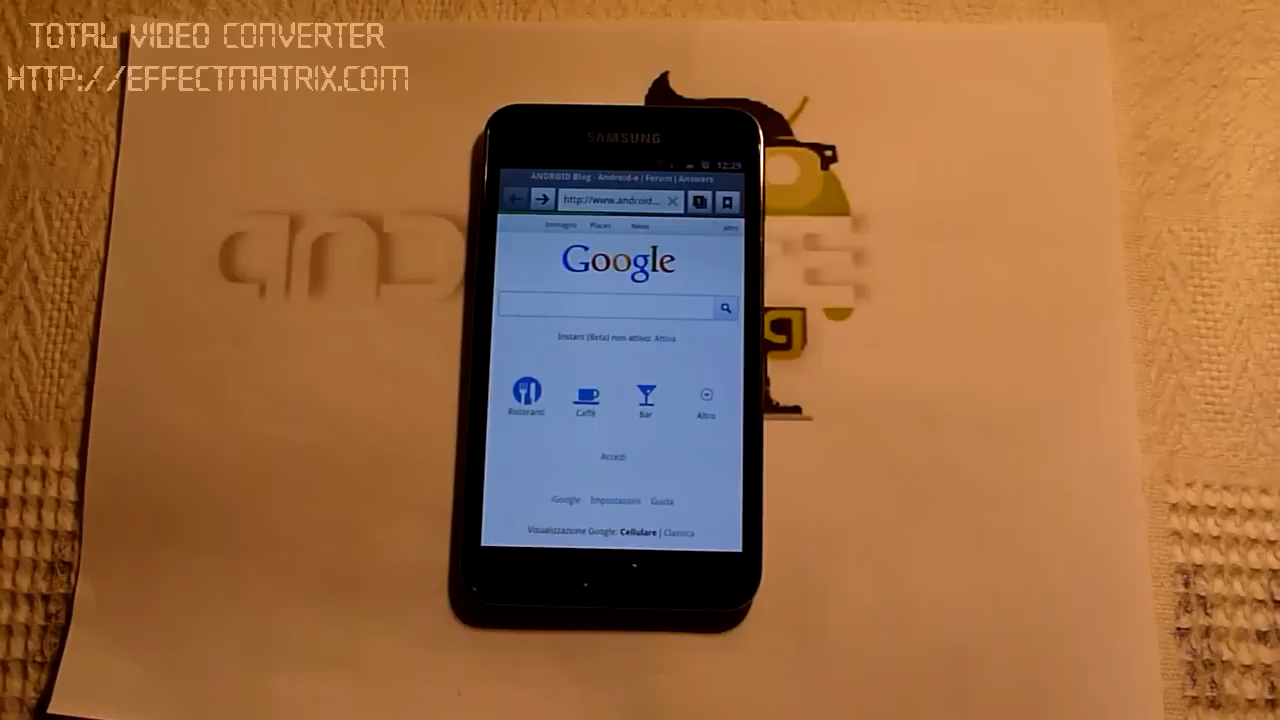 TOTAL VIDEO CONVERTER
HTTP://EFFECTMATRIX.COM
SAMSUNG
12:29
ANDROID Blog - Android-e | Forum | Answers
http://www.android...
Immagini Places News altro
Google
Instant (Beta) non attivo: Attiva
Ristoranti Caffè Bar Altro
Accedi
iGoogle Impostazioni Guida
Visualizzazione Google: Cellulare | Classica
AND
g